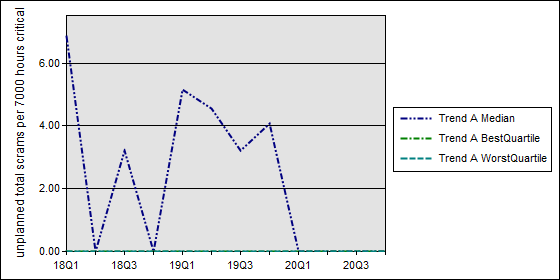 unplanned total scrams per 7000 hours critical
6.00
4.00
2.00
0.00
18Q1 18Q3 19Q1 19Q3 20Q1 20Q3
Trend A Median
Trend A BestQuartile
Trend A WorstQuartile